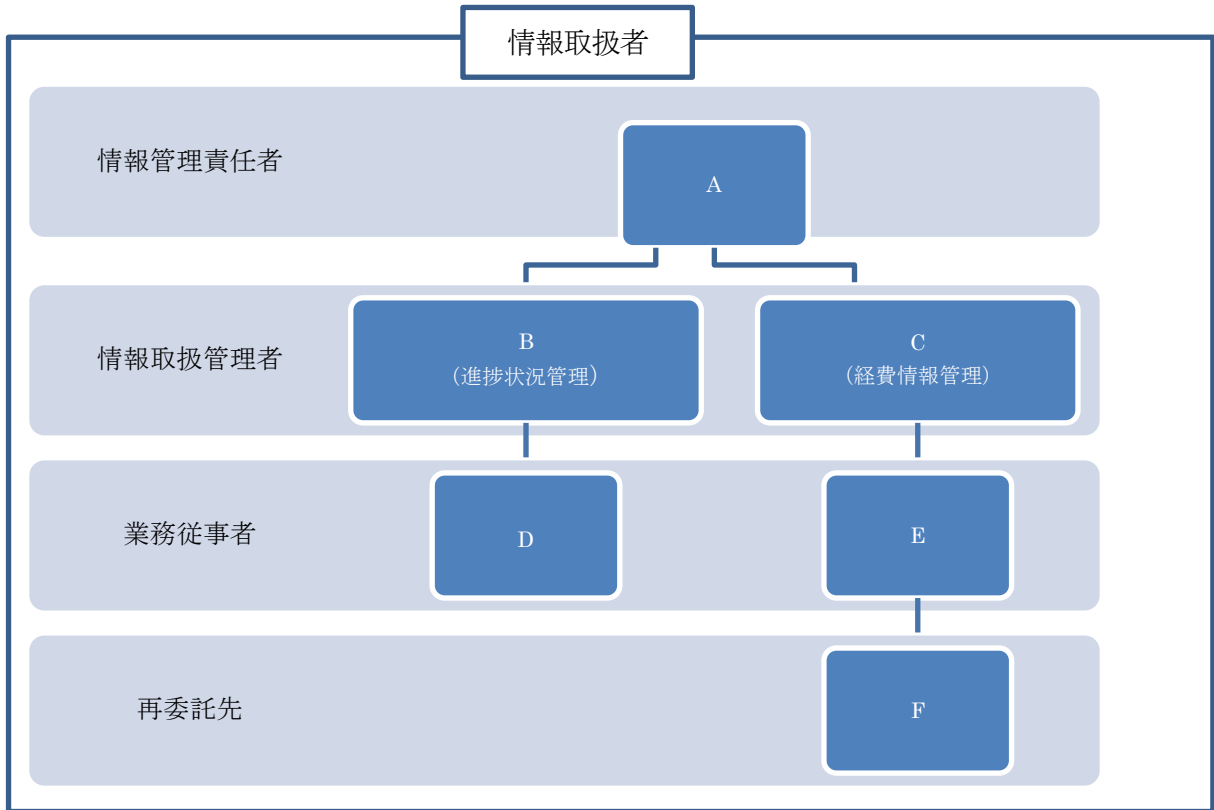 情報取扱者
情報管理責任者
A
情報取扱管理者
B
（進捗状況管理）
C
（経費情報管理）
業務従事者
D
E
再委託先
F